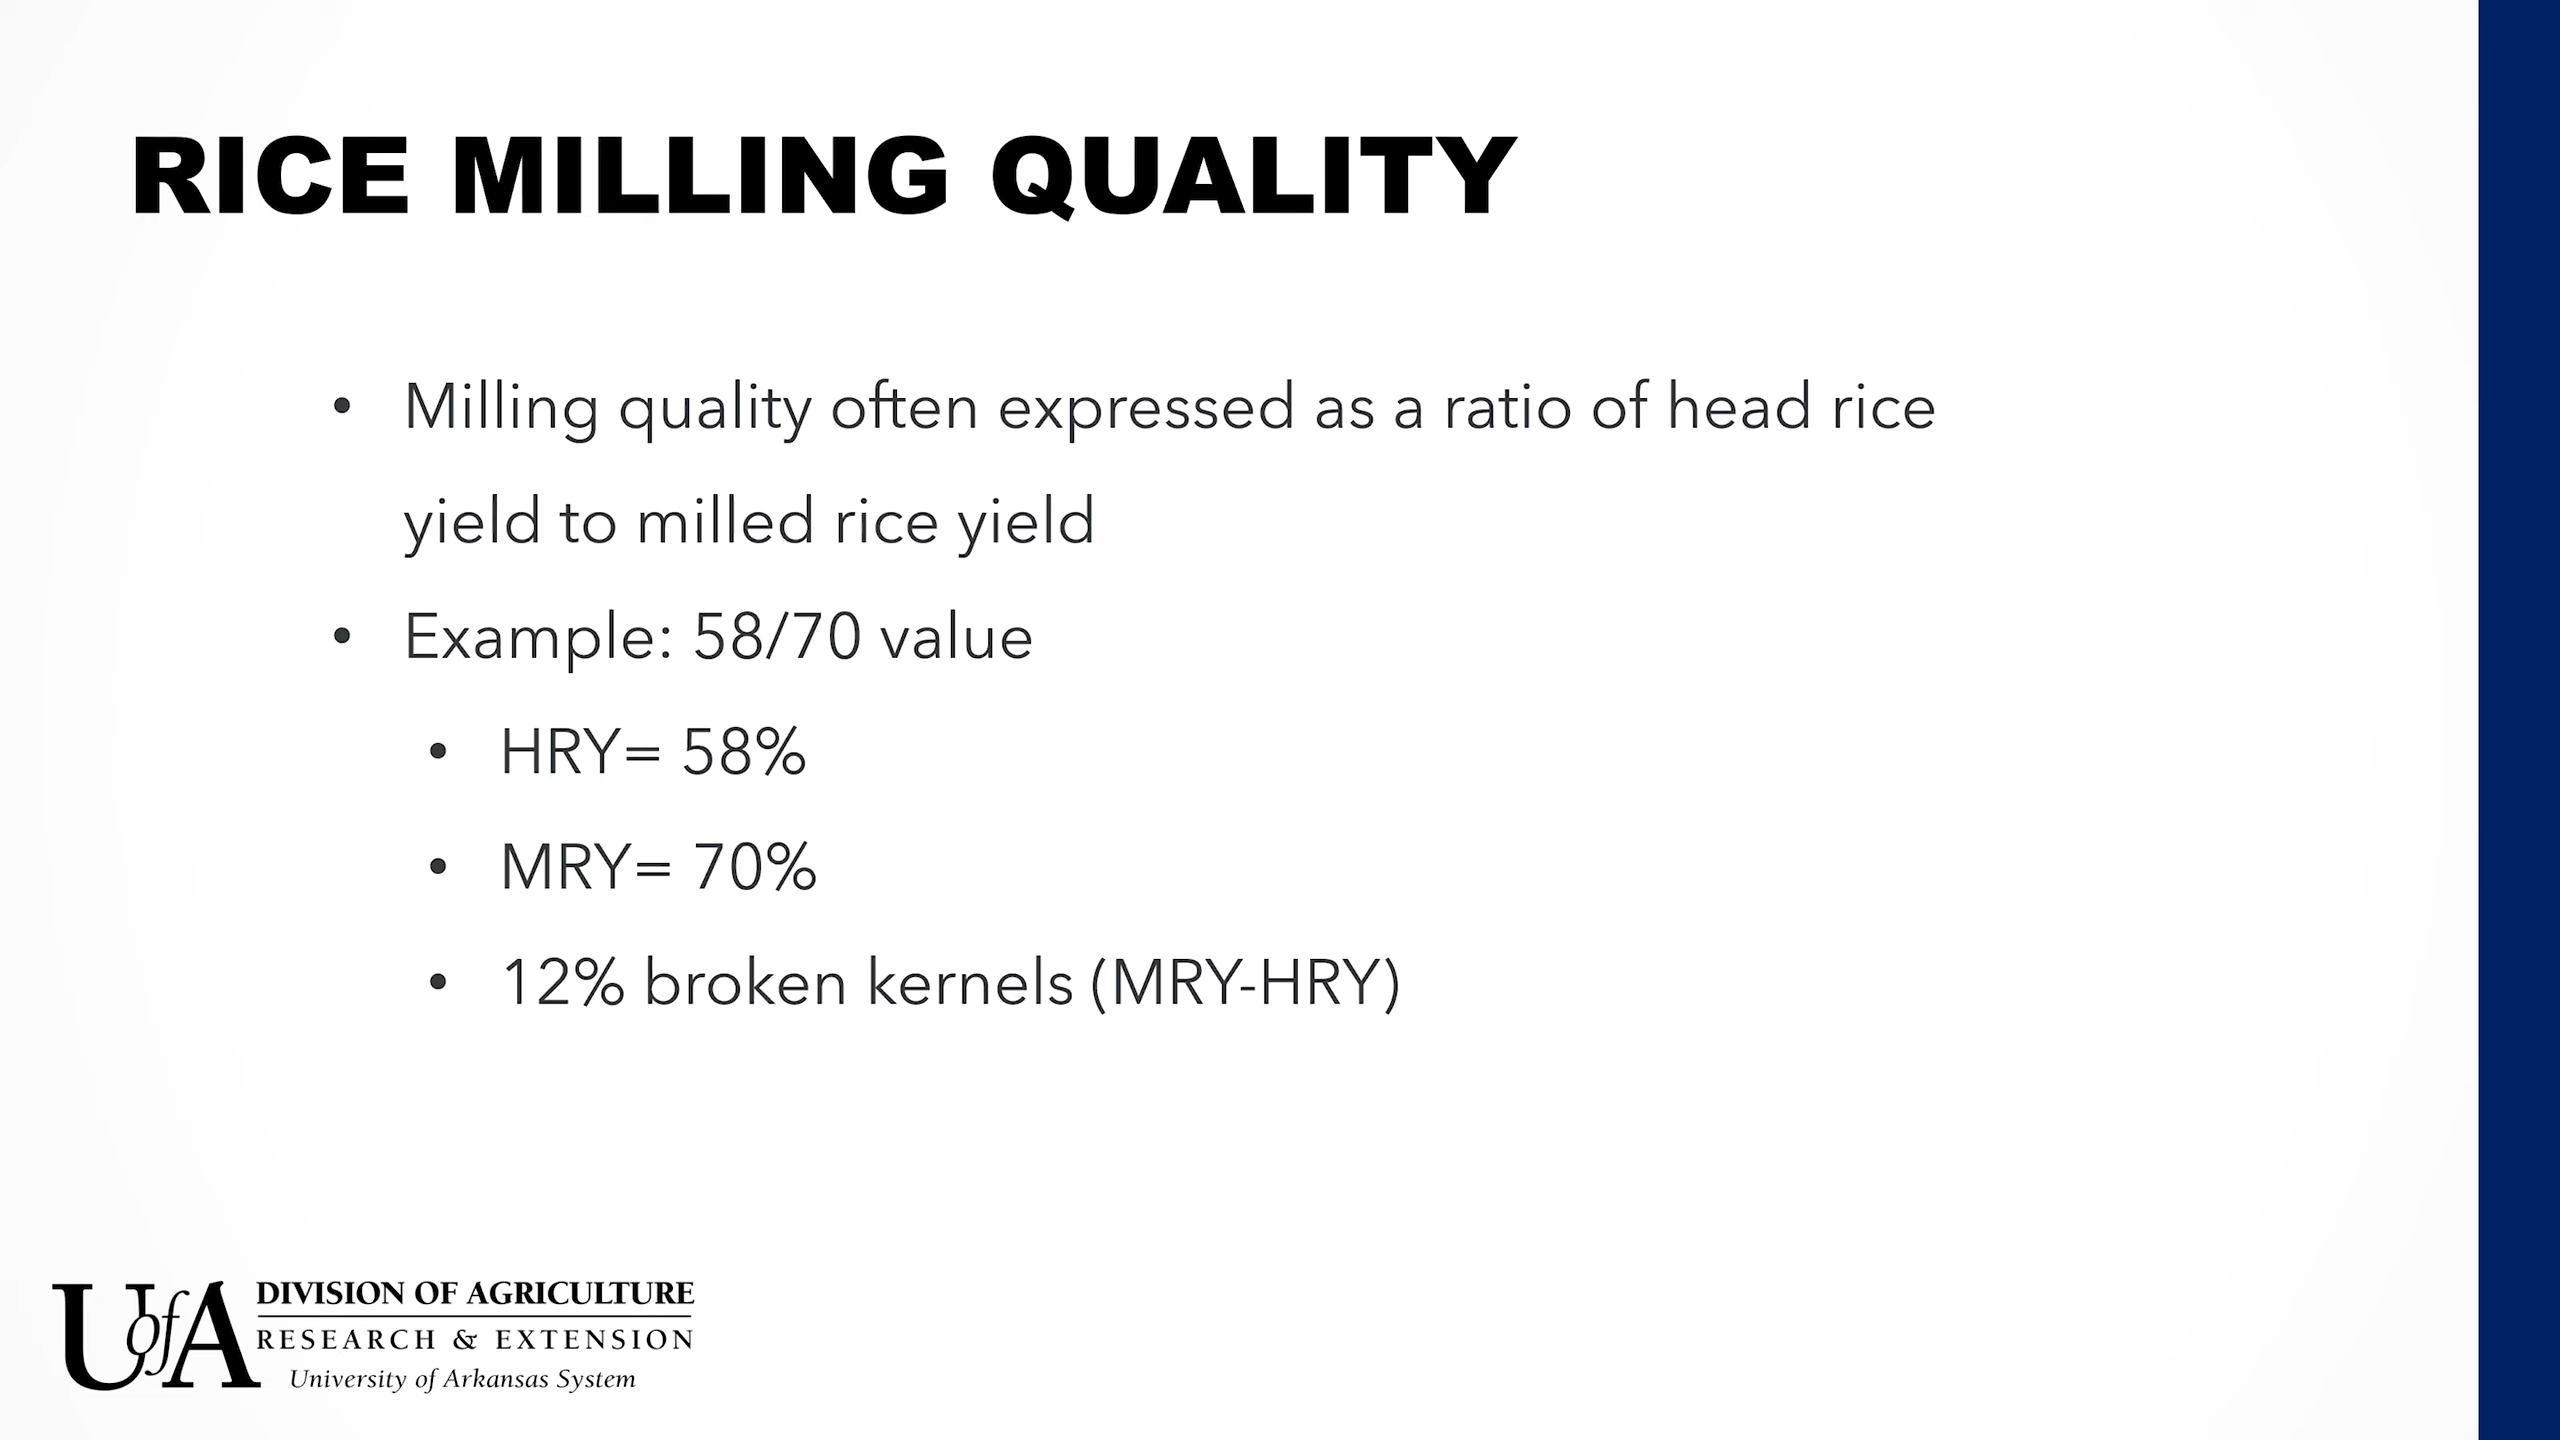 RICE MILLING QUALITY
• Milling quality often expressed as a ratio of head rice
yield to milled rice yield
• Example: 58/70 value
• HRY= 58%
• MRY= 70%
• 12% broken kernels (MRY-HRY)
UofA
DIVISION OF AGRICULTURE
RESEARCH & EXTENSION
University of Arkansas System